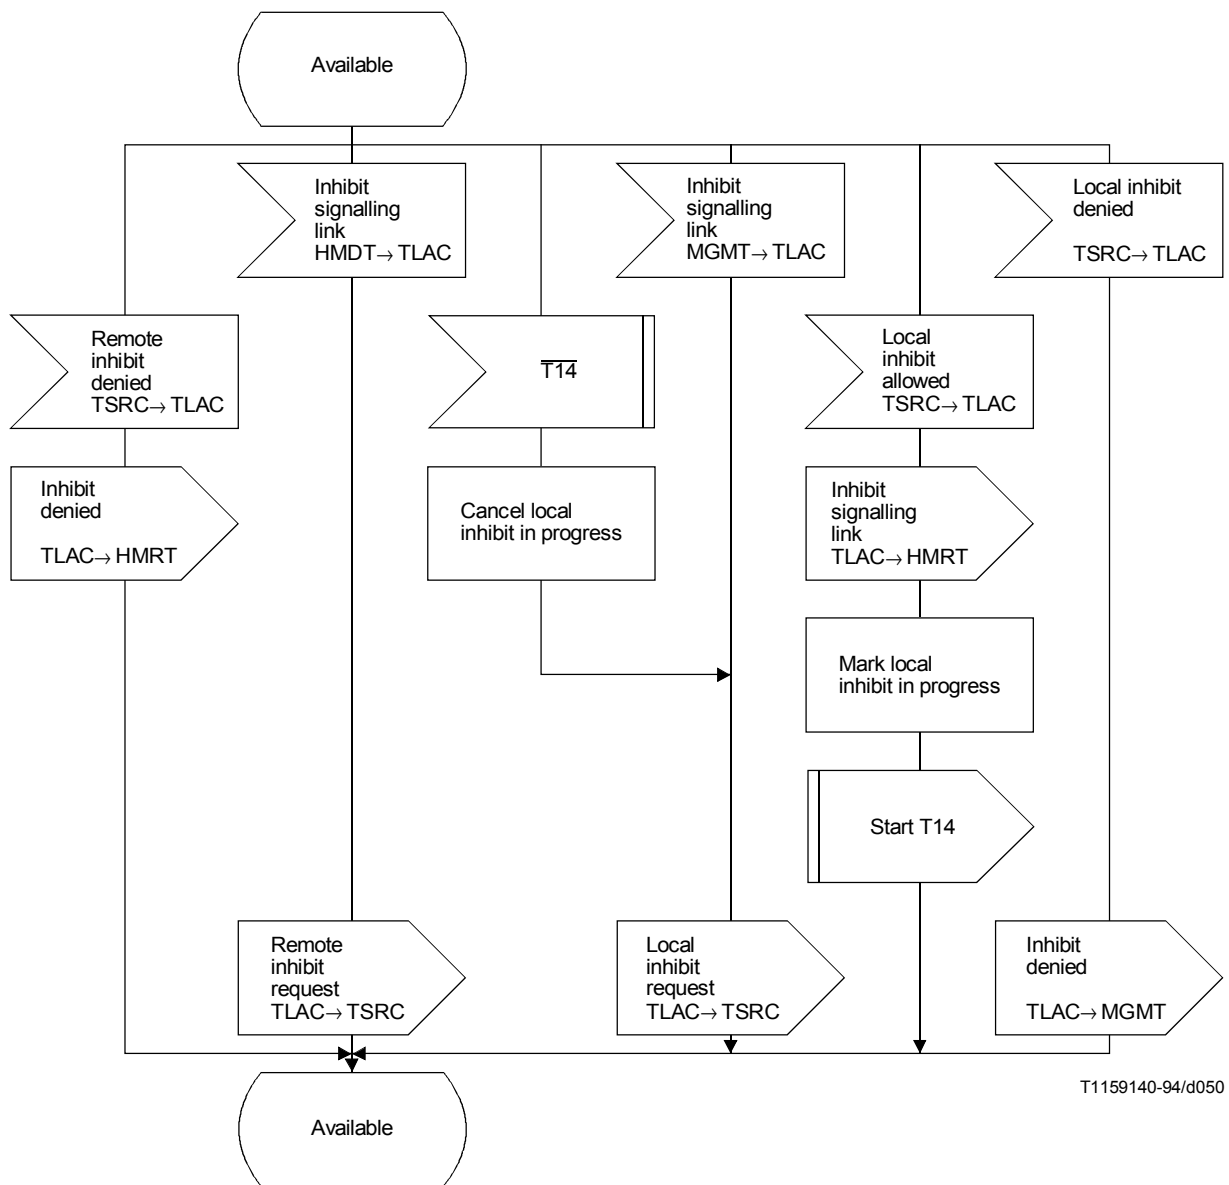 Available
Inhibit
signalling
link
HMDT→ TLAC
Inhibit
signalling
link
MGMT→ TLAC
Local inhibit
denied
TSRC→ TLAC
Remote
inhibit
denied
TSRC→ TLAC
T14
Local
inhibit
allowed
TSRC→ TLAC
Inhibit
denied
TLAC→ HMRT
Cancel local
inhibit in progress
Inhibit
signalling
link
TLAC→ HMRT
Mark local
inhibit in progress
Start T14
Remote
inhibit
request
TLAC→ TSRC
Local
inhibit
request
TLAC→ TSRC
Inhibit
denied
TLAC→ MGMT
T1159140-94/d050
Available